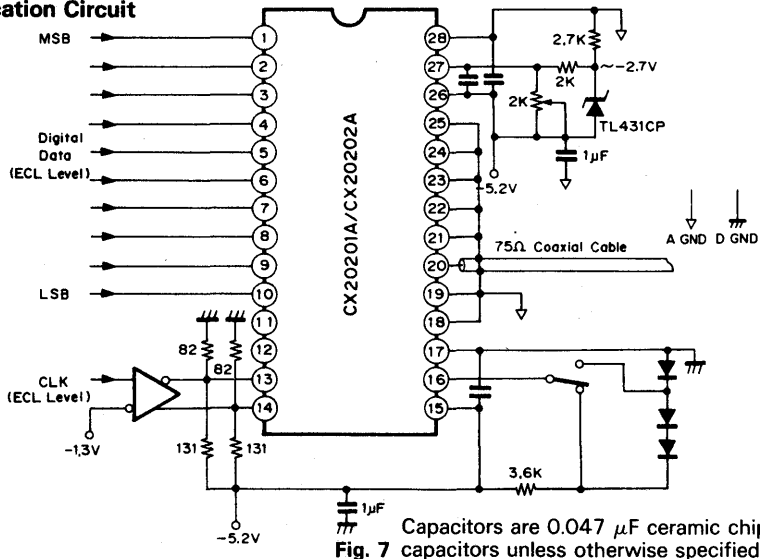 cation Circuit
MSB
Digital
Data
(ECL Level)
LSB
CLK
(ECL Level)
-1.3V
82
82
131
131
-5.2V
1μF
1
2
3
4
5
6
7
8
9
10
11
12
13
14
CX20201A/CX20202A
28
27
26
25
24
23
22
21
20
19
18
17
16
15
2.7K
2K
~-2.7V
2K
TL431CP
1μF
-5.2V
A GND D GND
75Ω Coaxial Cable
3.6K
Capacitors are 0.047 μF ceramic chip
Fig. 7 capacitors unless otherwise specified